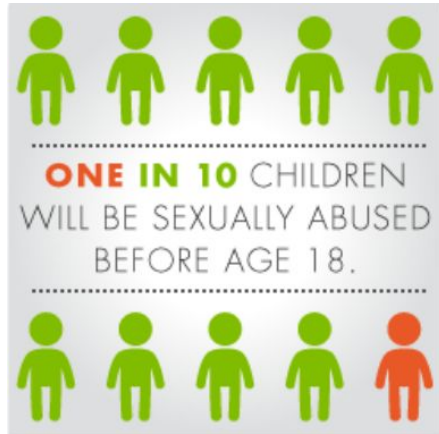 ONE IN 10 CHILDREN
WILL BE SEXUALLY ABUSED
BEFORE AGE 18.